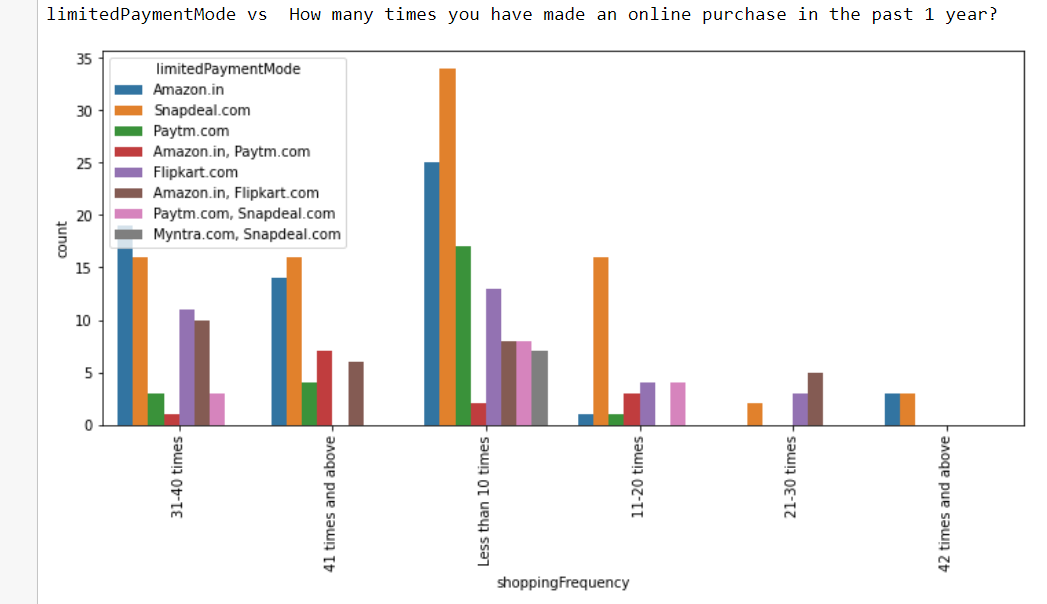 limitedPaymentMode vs  How many times you have made an online purchase in the past 1 year?
limitedPaymentMode
Amazon.in
Snapdeal.com
Paytm.com
Amazon.in, Paytm.com
Flipkart.com
Amazon.in, Flipkart.com
Paytm.com, Snapdeal.com
Myntra.com, Snapdeal.com
35
30
25
20
15
10
5
0
count
31-40 times
41 times and above
Less than 10 times
11-20 times
21-30 times
42 times and above
shoppingFrequency